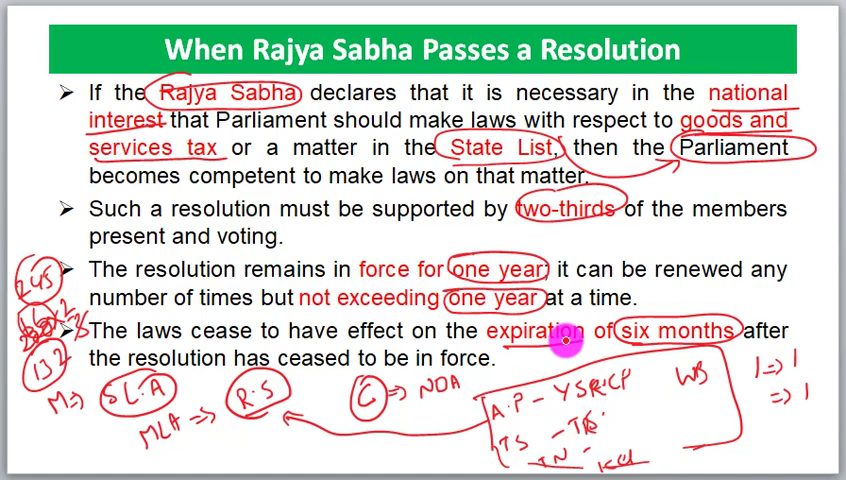 When Rajya Sabha Passes a Resolution
➢ If the Rajya Sabha declares that it is necessary in the national
interest that Parliament should make laws with respect to goods and
services tax or a matter in the State List, then the Parliament
becomes competent to make laws on that matter.
➢ Such a resolution must be supported by two-thirds of the members
present and voting.
The resolution remains in force for one year; it can be renewed any
number of times but not exceeding one year at a time.
The laws cease to have effect on the expiration of six months after
the resolution has ceased to be in force.
245
132
M⇒ S.L.A
MLA ⇒ R.S
C ⇒ NDA
A.P - YSRCP WB
TS -
TN -
1 ⇒ 1
⇒ 1